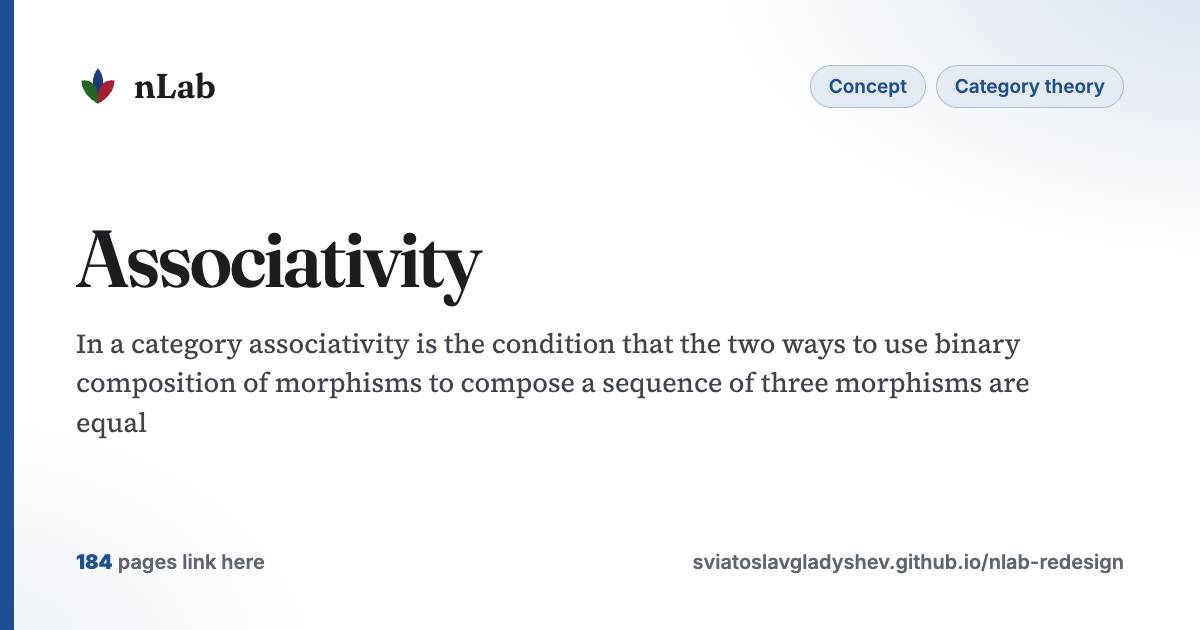 nLab
Concept
Category theory
Associativity
In a category associativity is the condition that the two ways to use binary
composition of morphisms to compose a sequence of three morphisms are
equal
184 pages link here
sviatoslavgladyshev.github.io/nlab-redesign